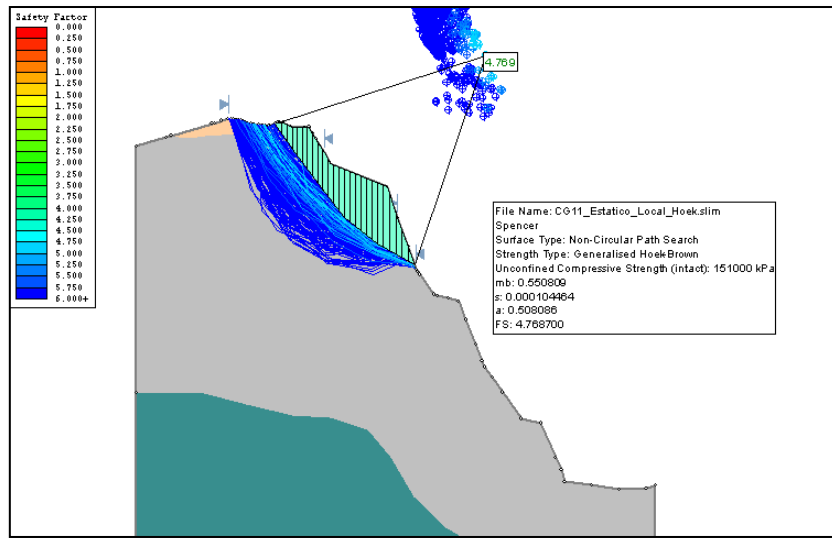 Safety Factor
0.000
0.250
0.500
0.750
1.000
1.250
1.500
1.750
2.000
2.250
2.500
2.750
3.000
3.250
3.500
3.750
4.000
4.250
4.500
4.750
5.000
5.250
5.500
5.750
6.000+
4.769
File Name: CG11_Estatico_Local_Hoek.slim
Spencer
Surface Type: Non-Circular Path Search
Strength Type: Generalised Hoek-Brown
Unconfined Compressive Strength (intact): 151000 kPa
mb: 0.550809
s: 0.000104464
a: 0.508086
FS: 4.768700